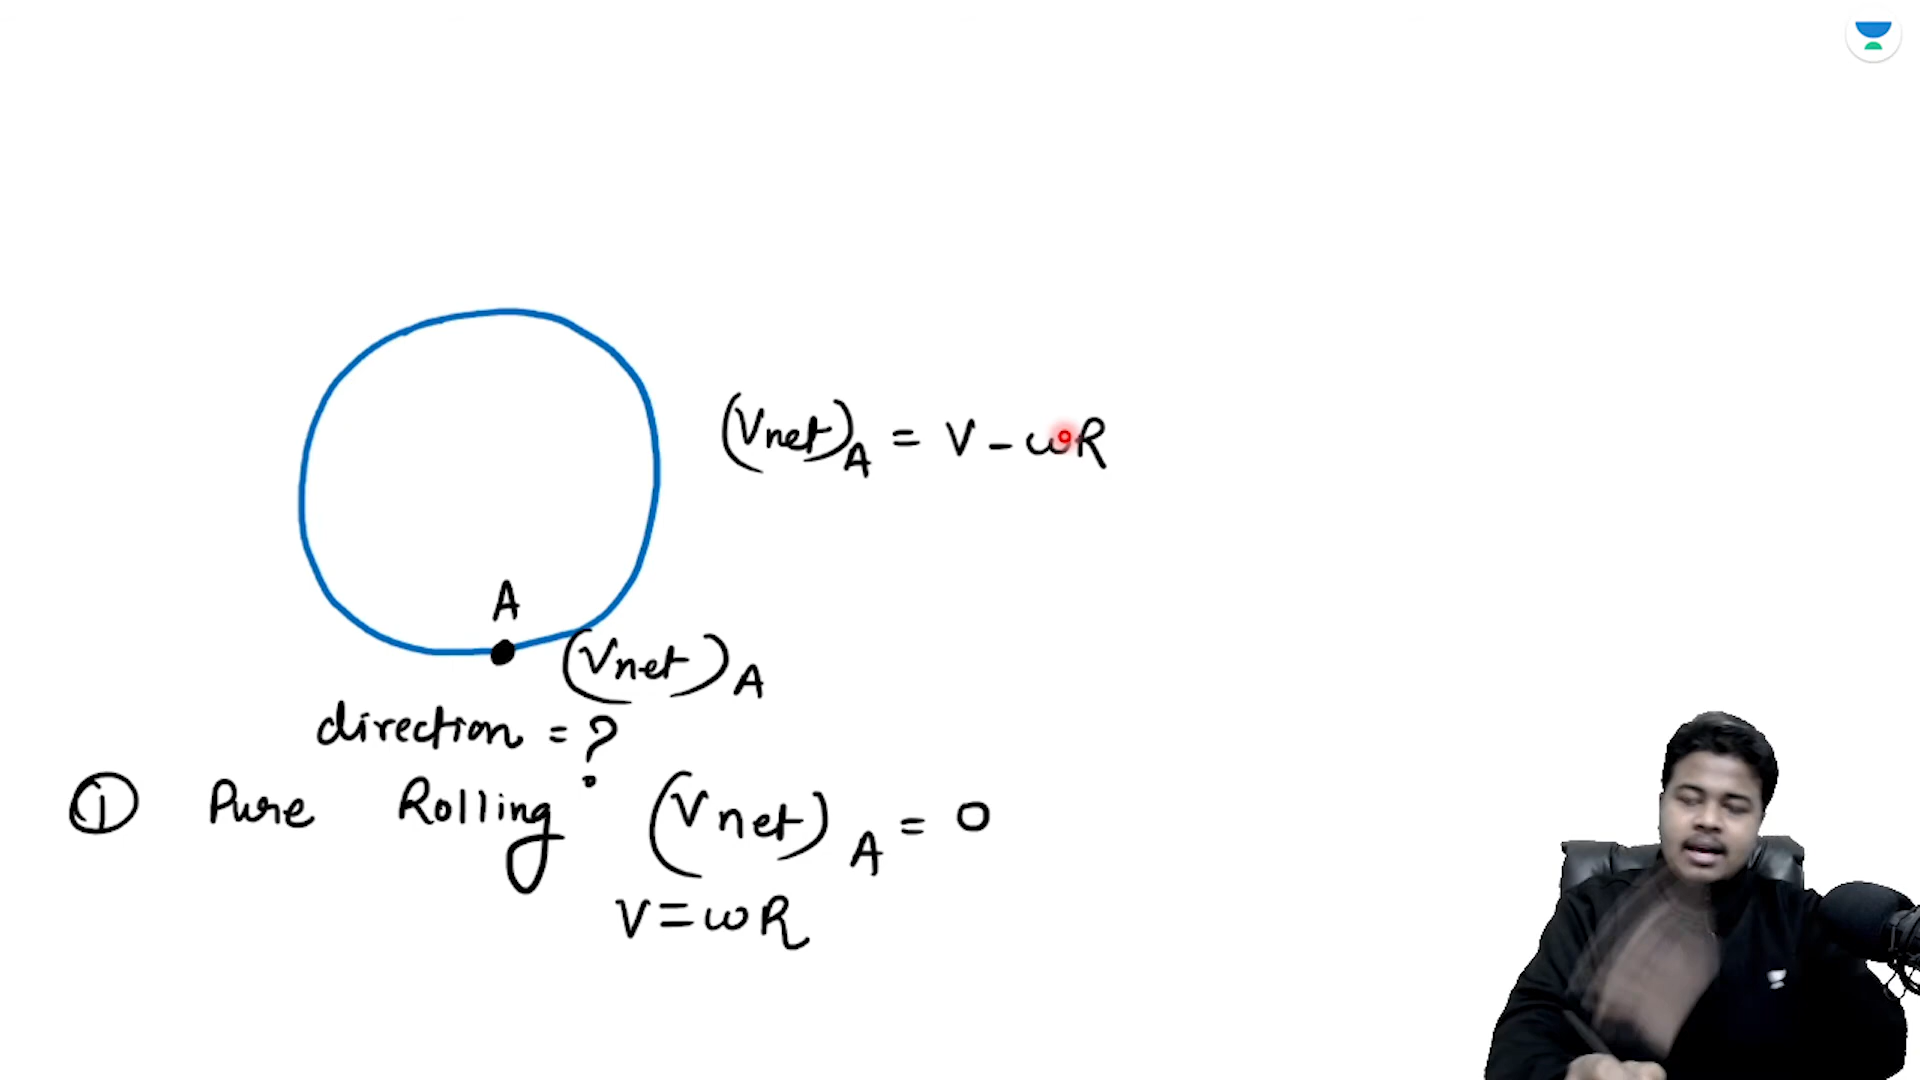 (Vnet)A = V - ωR
A
(Vnet)A
direction = ?
① Pure Rolling (Vnet)A = 0
V = ωR